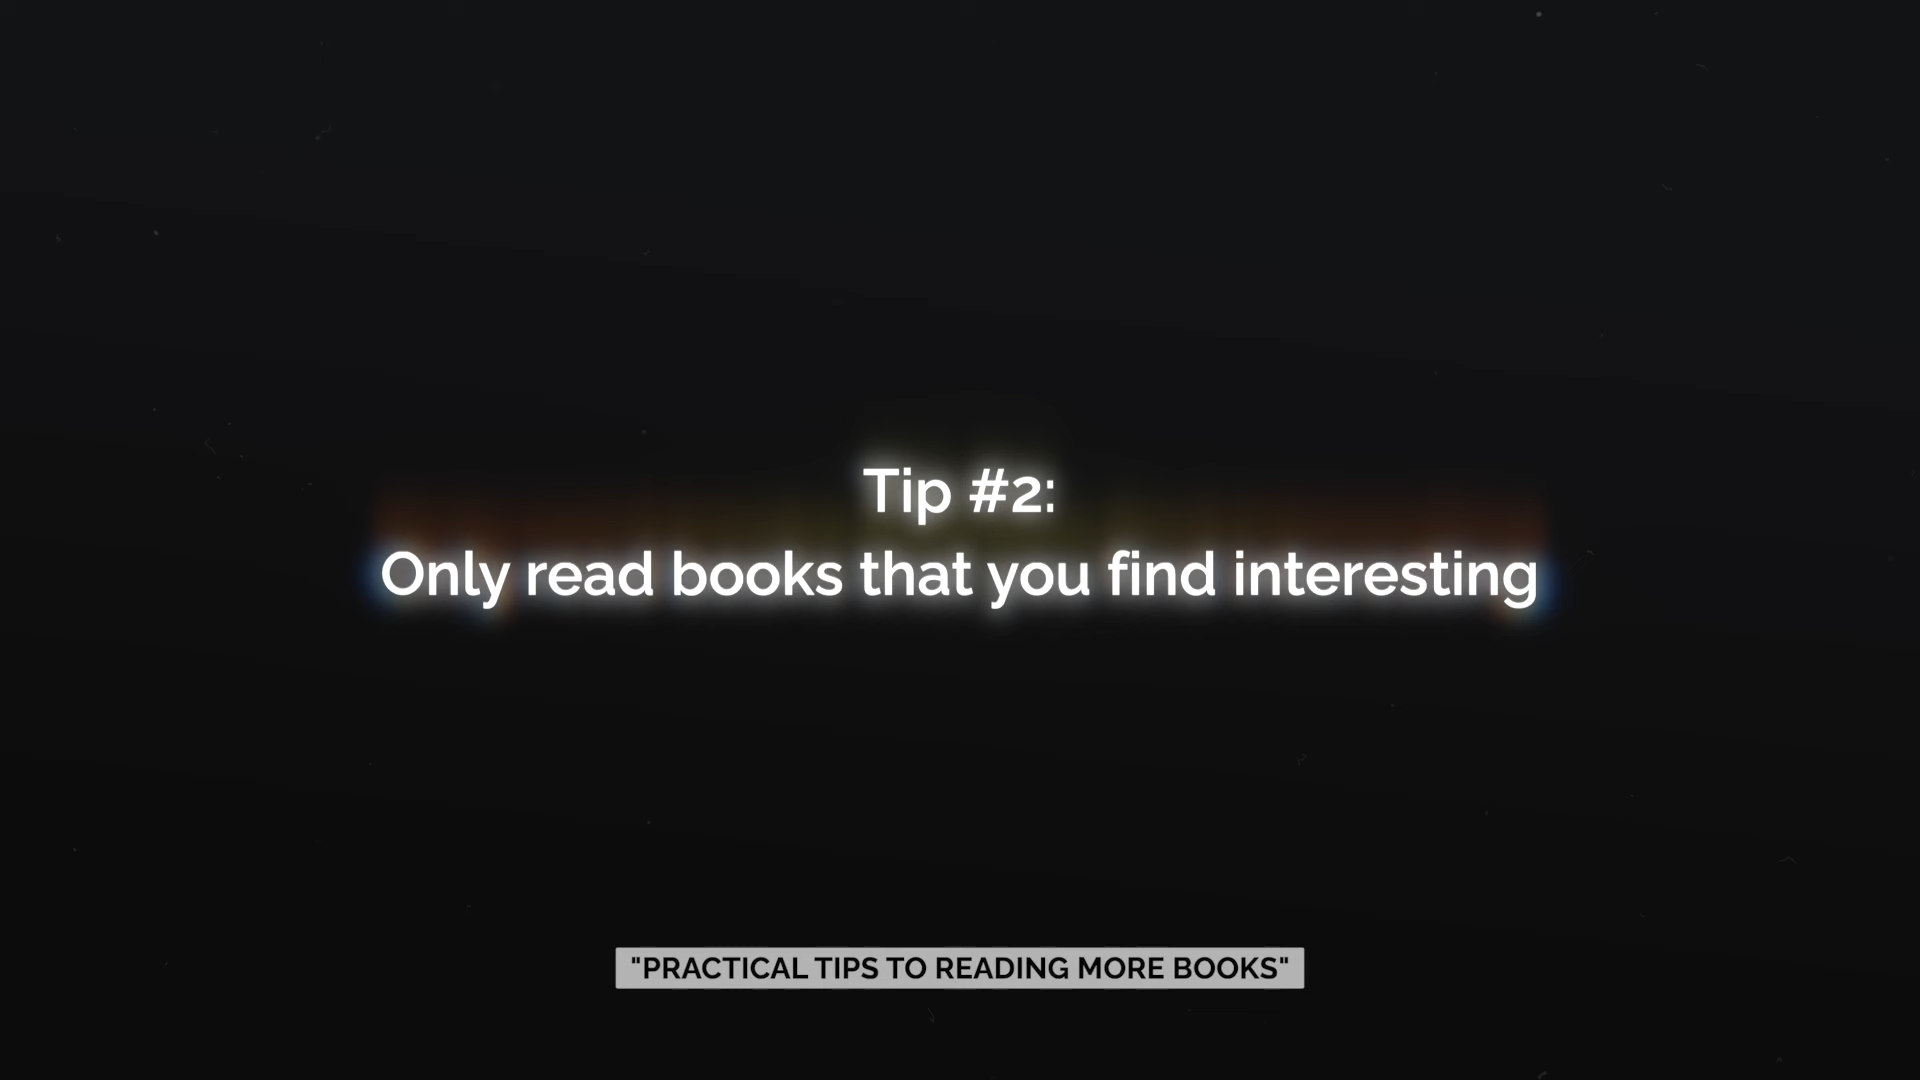 Tip #2:
Only read books that you find interesting
"PRACTICAL TIPS TO READING MORE BOOKS"